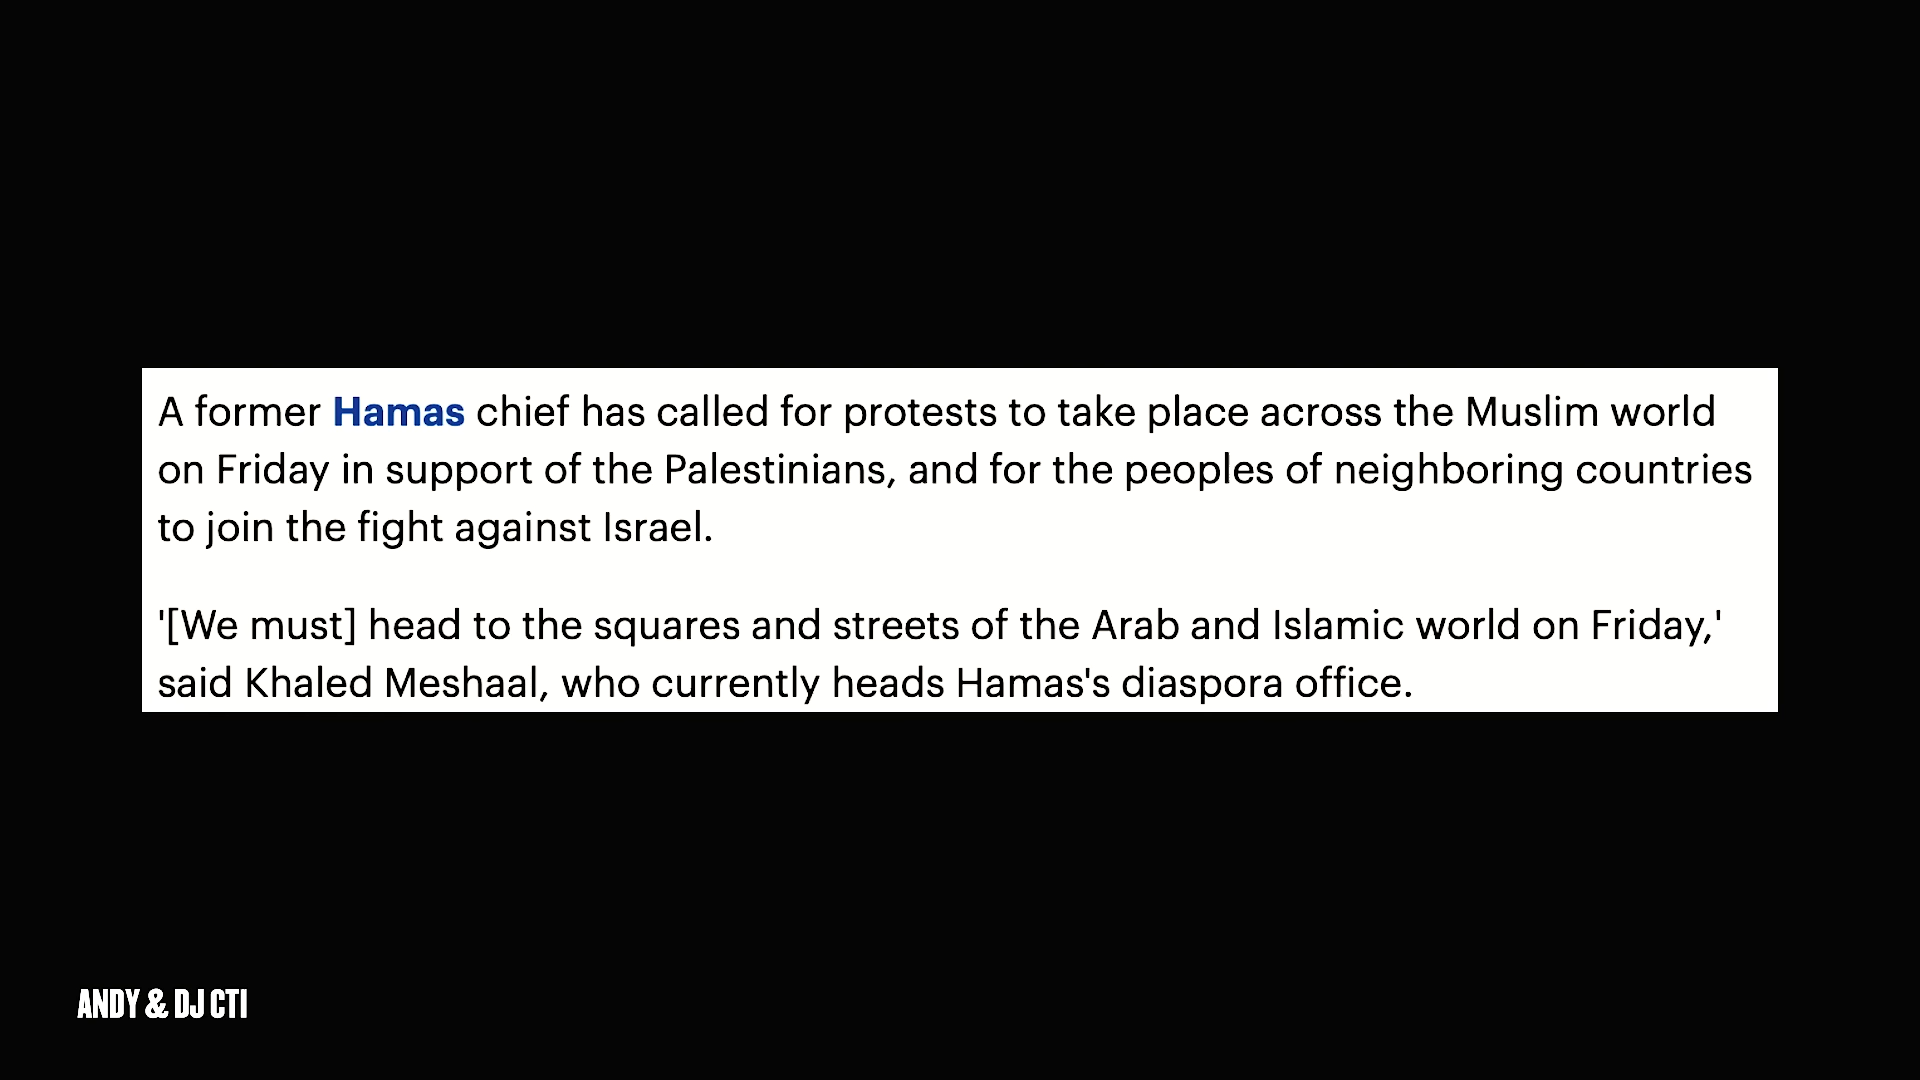 A former Hamas chief has called for protests to take place across the Muslim world
on Friday in support of the Palestinians, and for the peoples of neighboring countries
to join the fight against Israel.
'[We must] head to the squares and streets of the Arab and Islamic world on Friday,'
said Khaled Meshaal, who currently heads Hamas's diaspora office.
ANDY & DJ CTI